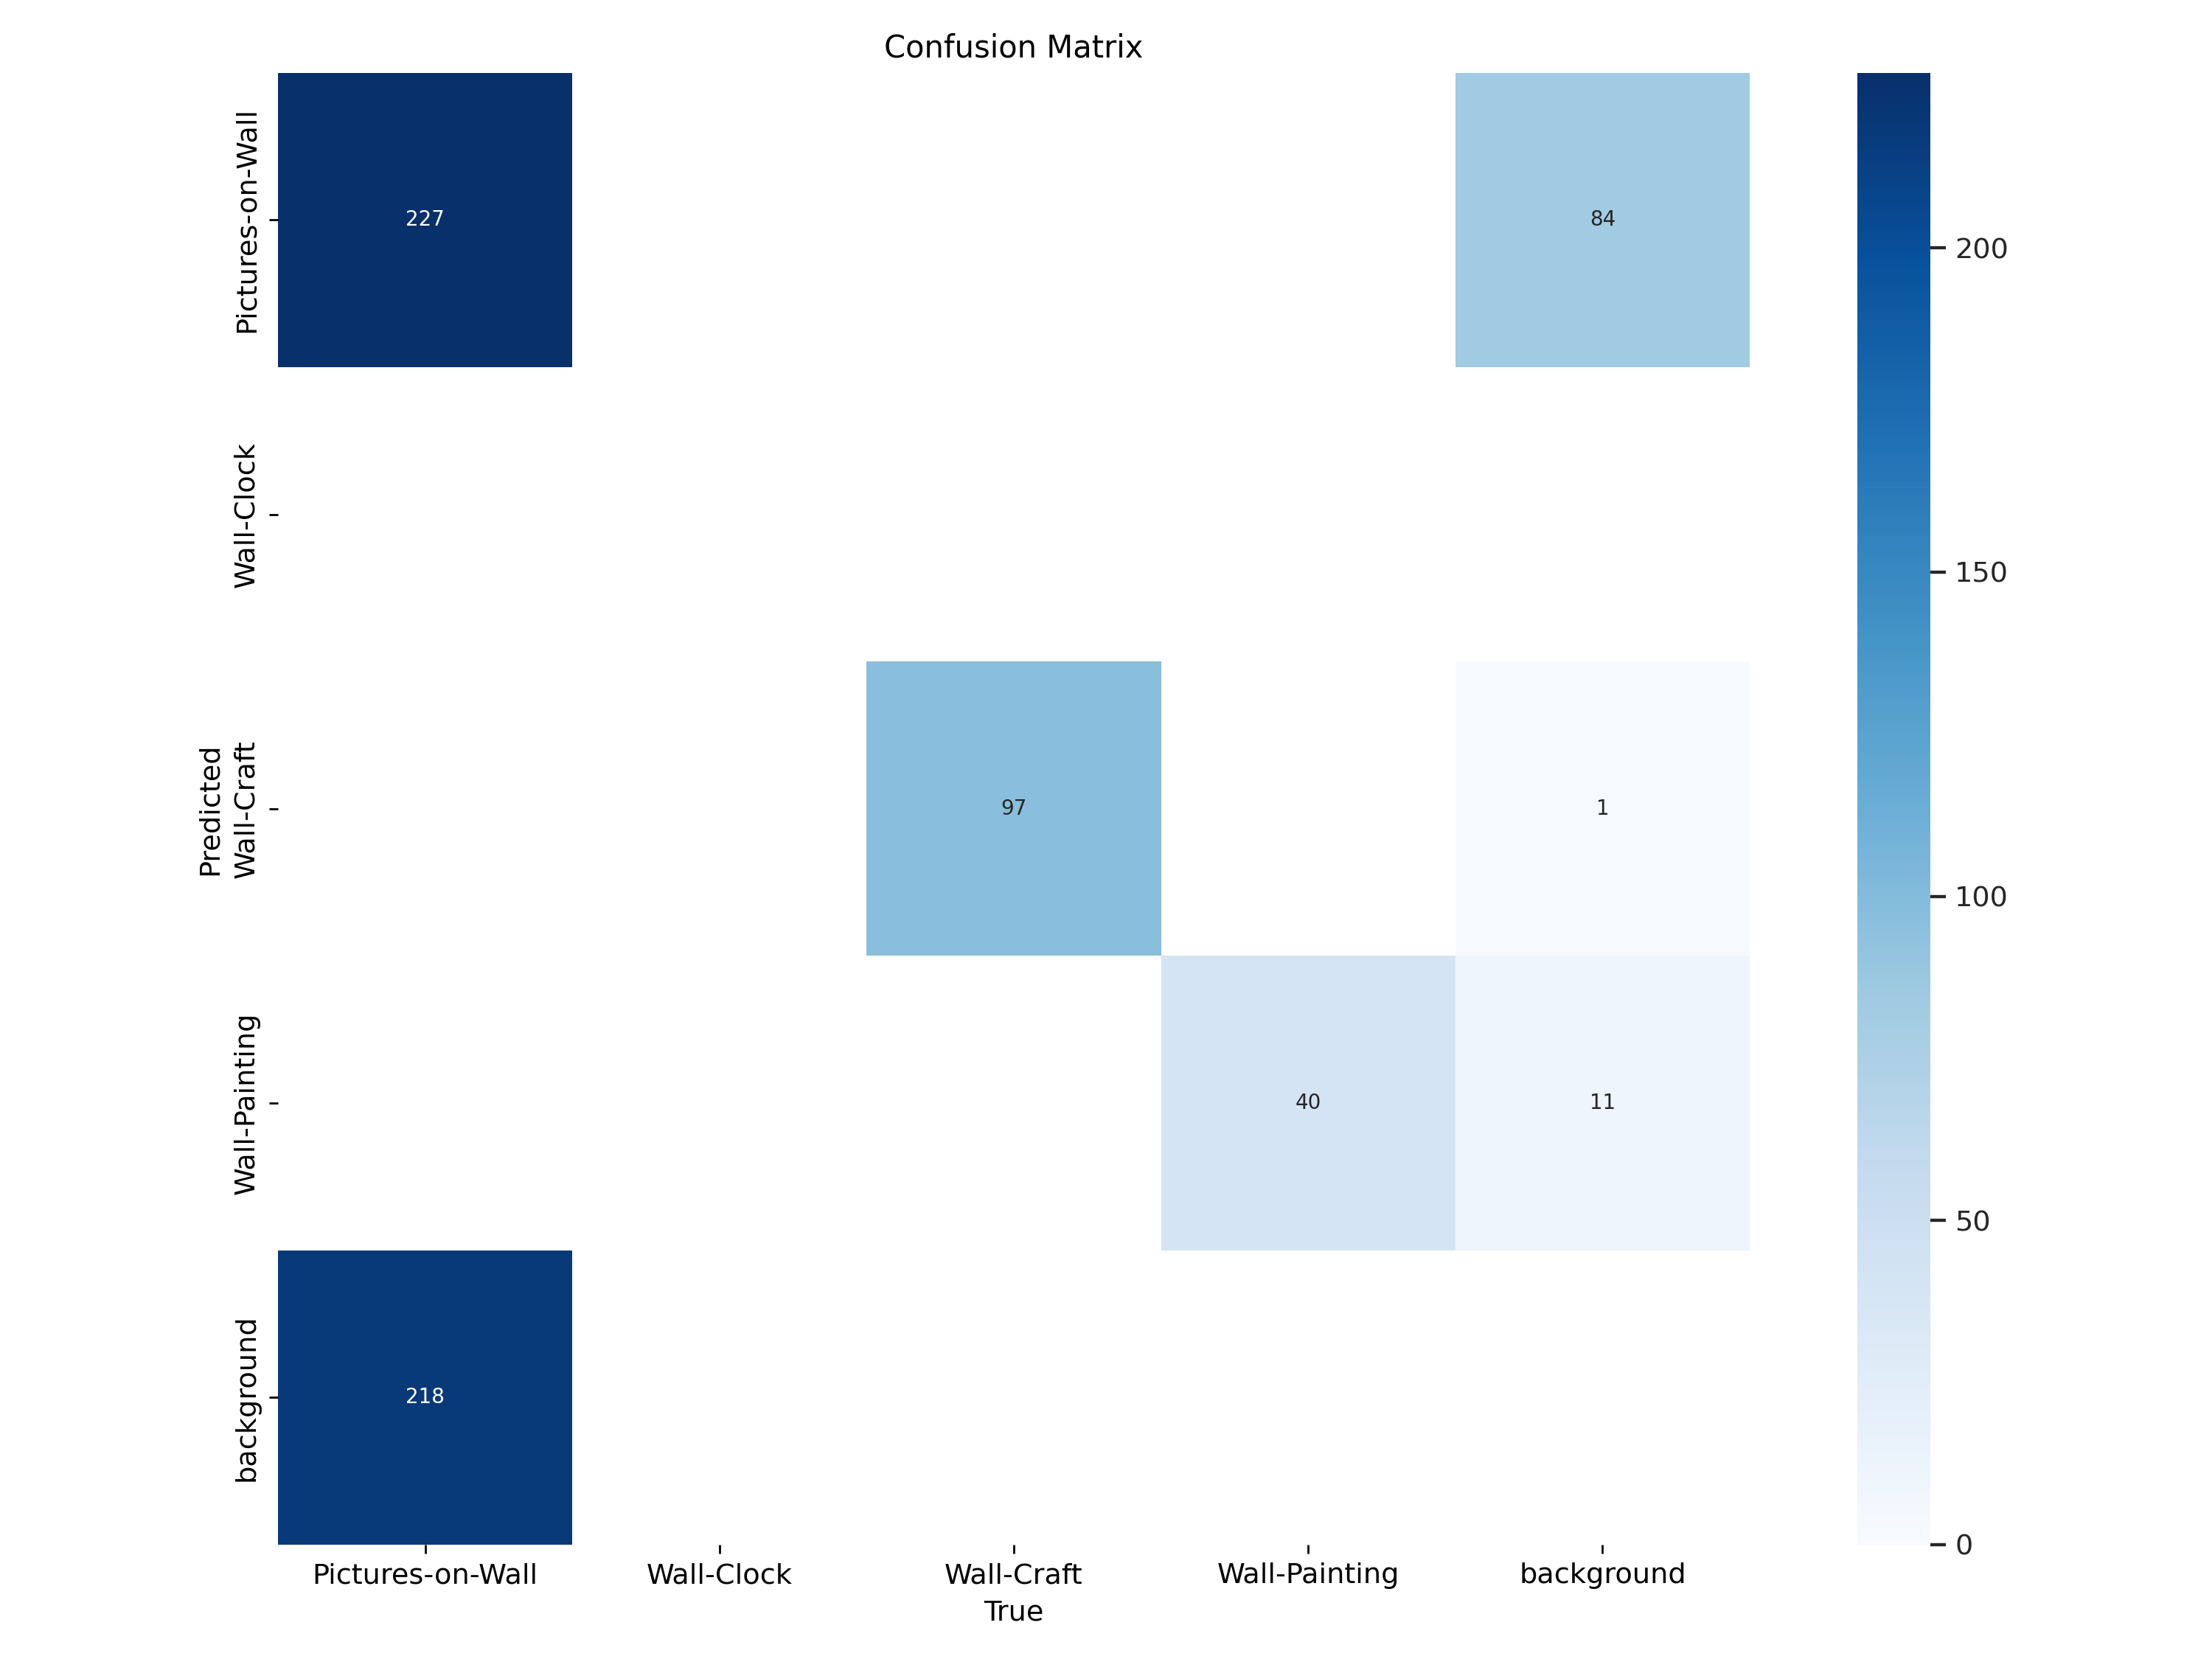 Confusion Matrix
Pictures-on-Wall
227
84
200
Wall-Clock
150
Predicted
Wall-Craft
97
1
100
Wall-Painting
40
11
50
background
218
0
Pictures-on-Wall
Wall-Clock
Wall-Craft
Wall-Painting
background
True